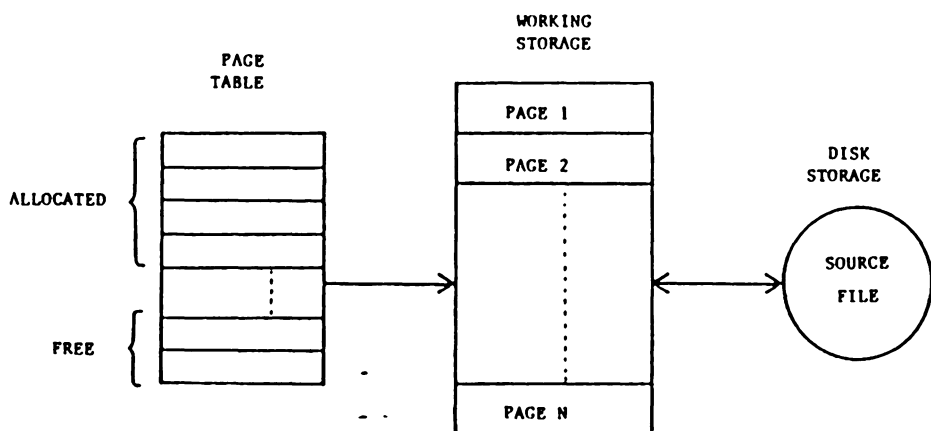 WORKING
STORAGE
PAGE
TABLE
PAGE 1
PAGE 2
DISK
STORAGE
ALLOCATED
SOURCE
FILE
FREE
PAGE N